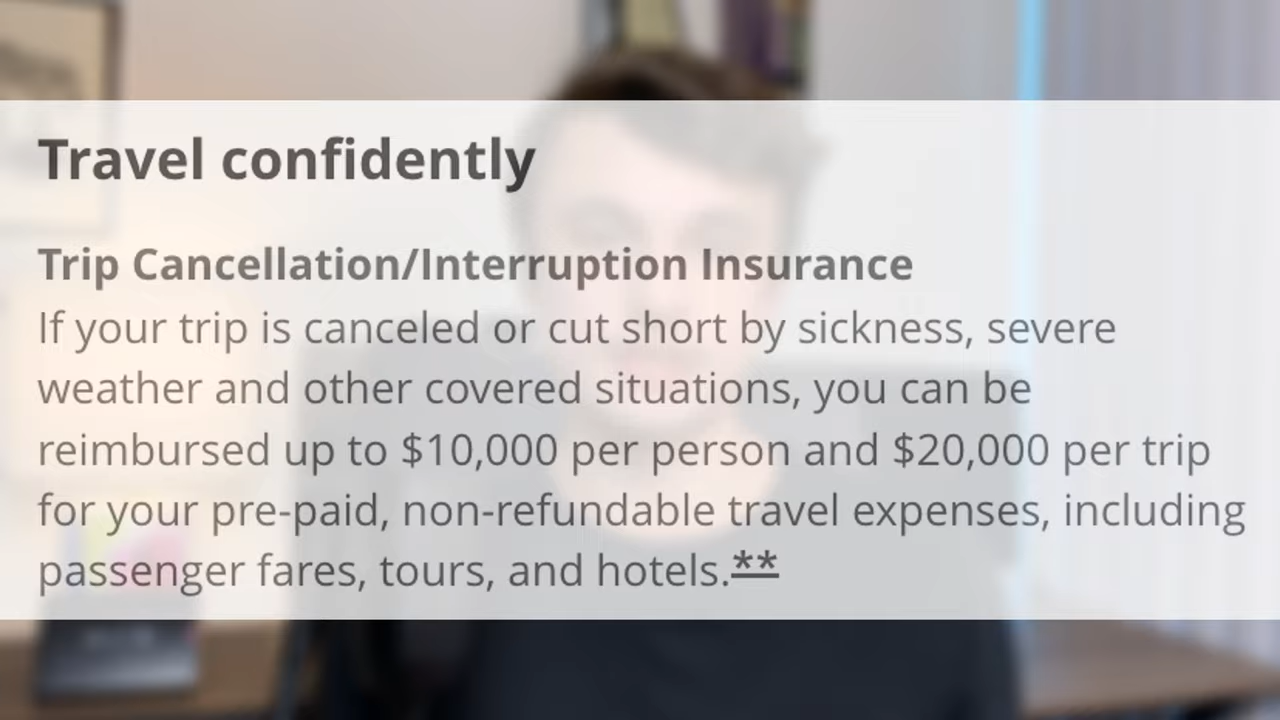 Travel confidently
Trip Cancellation/Interruption Insurance
If your trip is canceled or cut short by sickness, severe
weather and other covered situations, you can be
reimbursed up to $10,000 per person and $20,000 per trip
for your pre-paid, non-refundable travel expenses, including
passenger fares, tours, and hotels.**